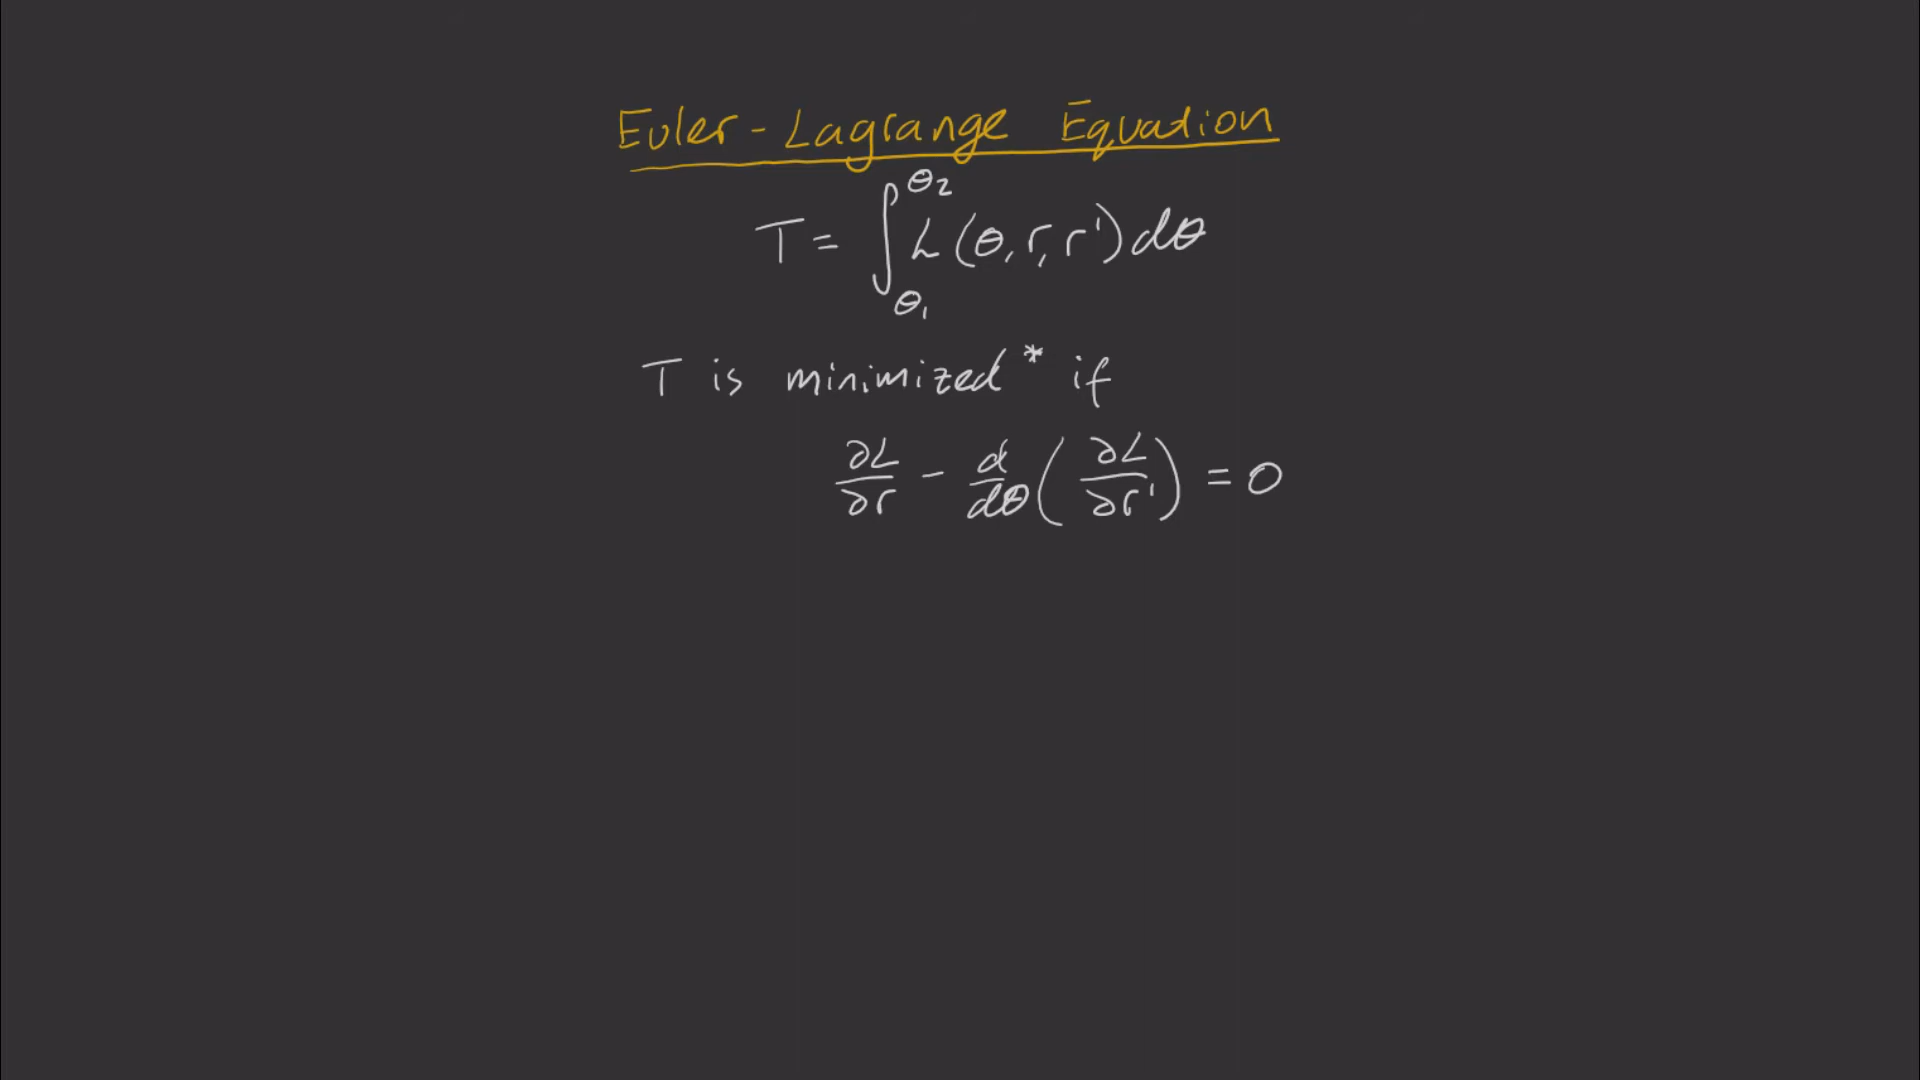 Euler-Lagrange Equation
T = ∫_{θ₁}^{θ₂} L(θ, r, r') dθ
T is minimized* if
∂L/∂r - d/dθ (∂L/∂r') = 0